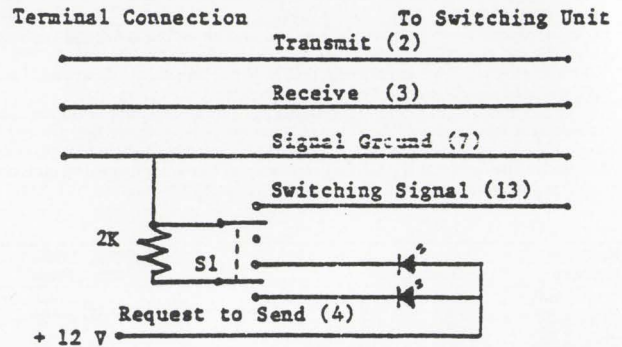 Terminal Connection To Switching Unit
Transmit (2)
Receive (3)
Signal Ground (7)
Switching Signal (13)
2K
S1
Request to Send (4)
+ 12 V